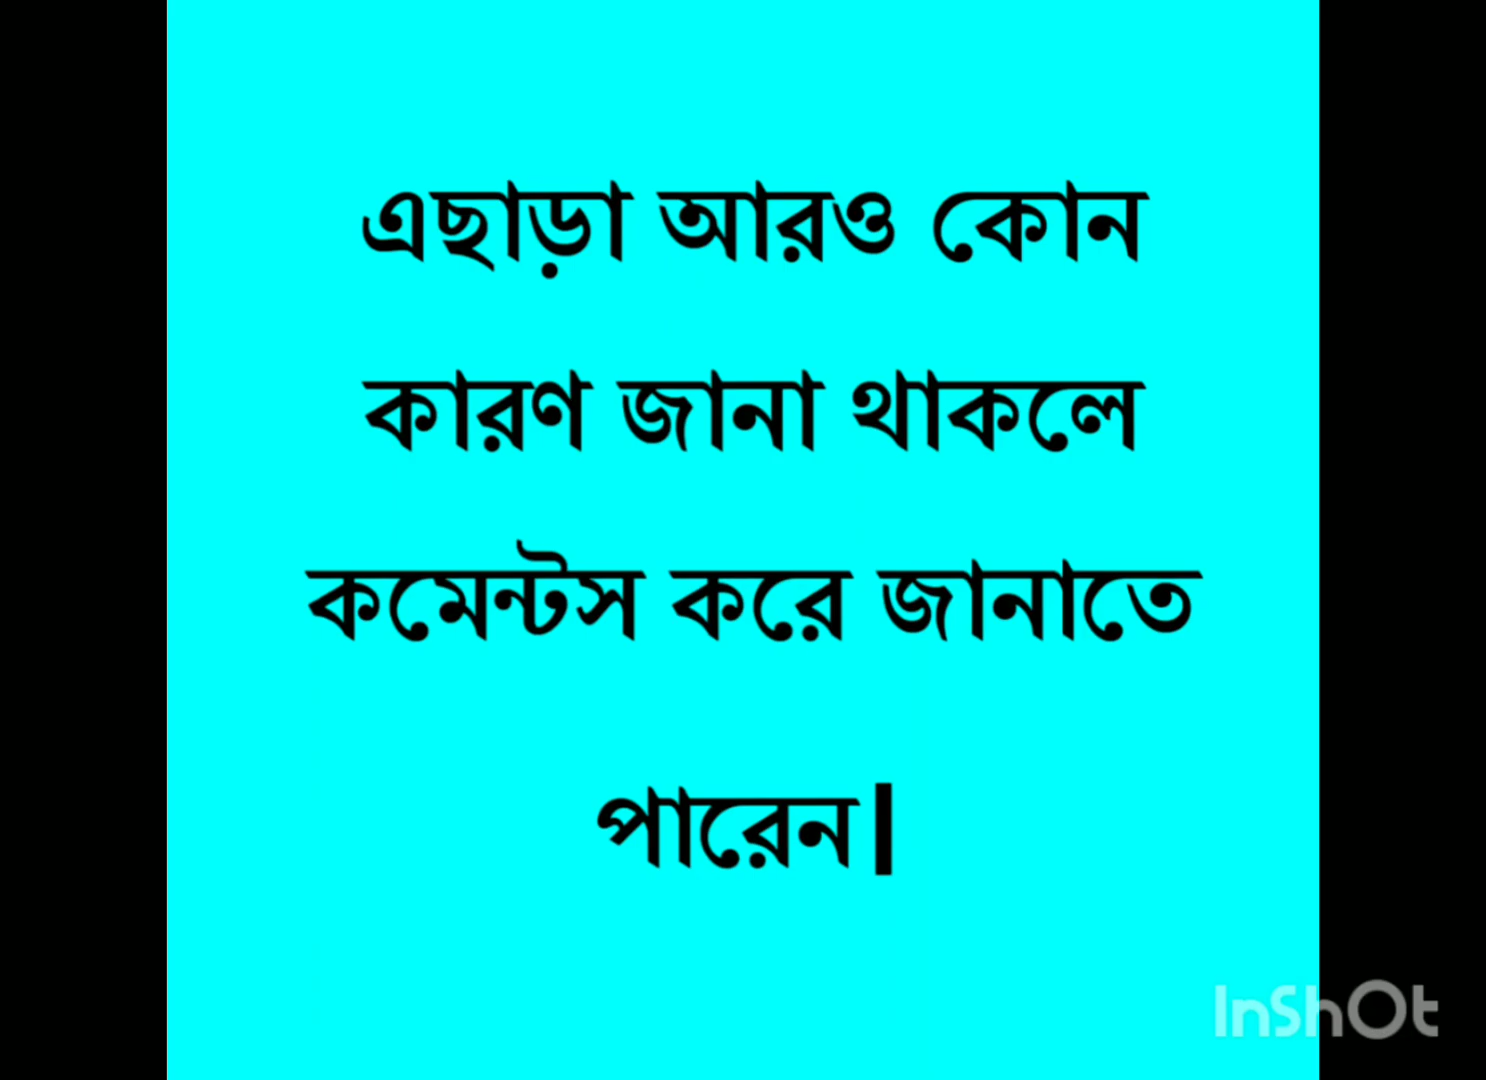 এছাড়া আরও কোন
কারণ জানা থাকলে
কমেন্টস করে জানাতে
পারেন।
InShOt